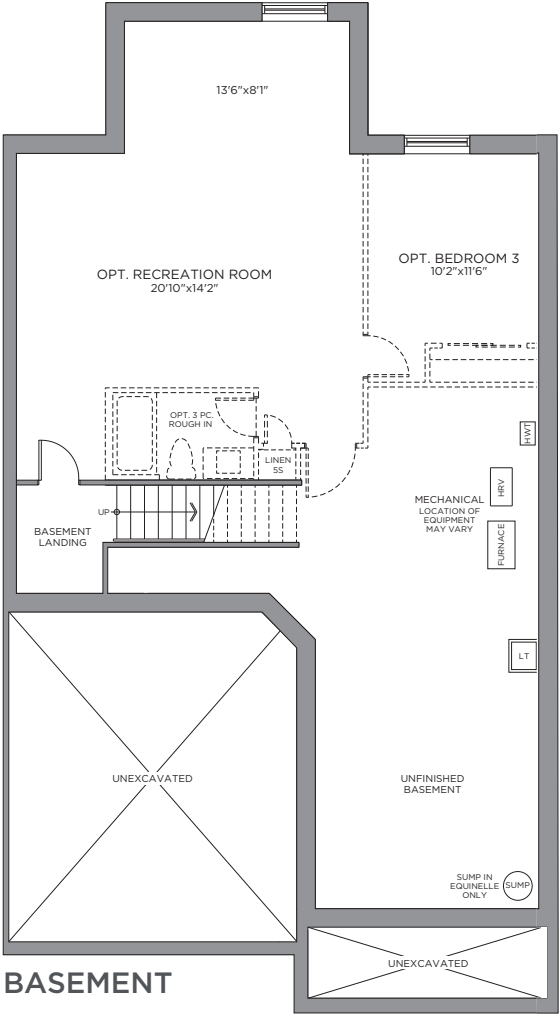 13'6"x8'1"
OPT. RECREATION ROOM
20'10"x14'2"
OPT. BEDROOM 3
10'2"x11'6"
OPT. 3 PC.
ROUGH IN
LINEN
5S
HWT
HRV
MECHANICAL
LOCATION OF
EQUIPMENT
MAY VARY
FURNACE
UP
BASEMENT
LANDING
LT
UNEXCAVATED
UNFINISHED
BASEMENT
SUMP IN
EQUINELLE
ONLY
SUMP
UNEXCAVATED
BASEMENT